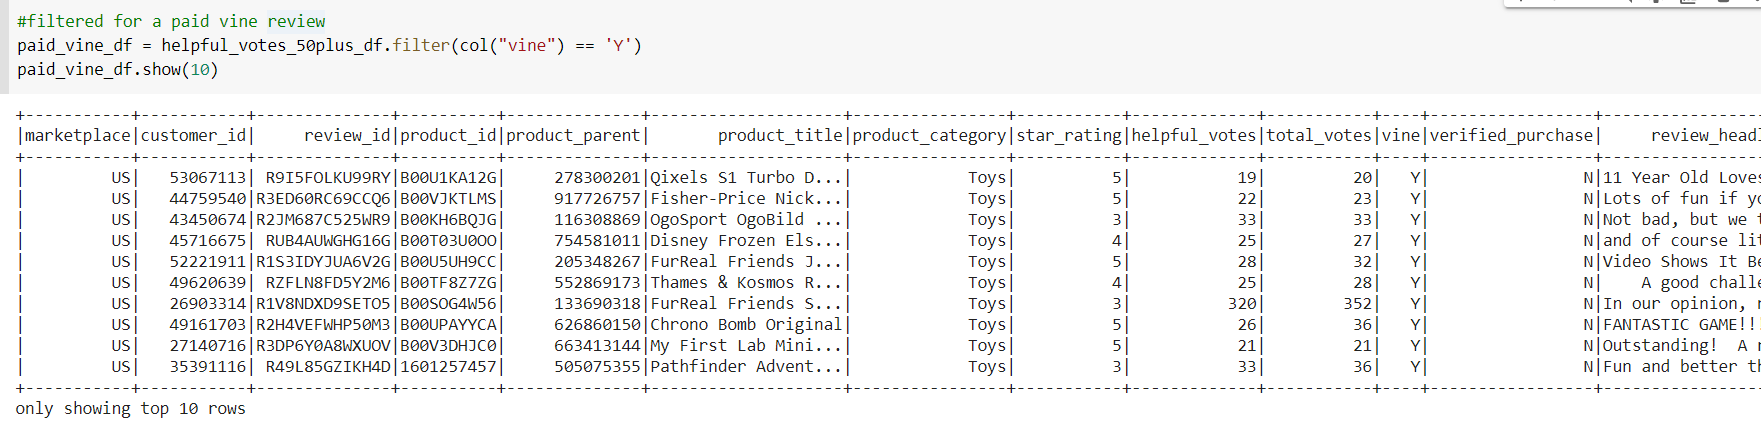 #filtered for a paid vine review
paid_vine_df = helpful_votes_50plus_df.filter(col("vine") == 'Y')
paid_vine_df.show(10)
+-----------+-----------+--------------+----------+--------------+--------------------+----------------+-----------+-------------+-----------+----+-----------------+----------------
|marketplace|customer_id|     review_id|product_id|product_parent|       product_title|product_category|star_rating|helpful_votes|total_votes|vine|verified_purchase|     review_headl
+-----------+-----------+--------------+----------+--------------+--------------------+----------------+-----------+-------------+-----------+----+-----------------+----------------
|         US|   53067113| R9I5FOLKU99RY|B00U1KA12G|     278300201|Qixels S1 Turbo D...|            Toys|          5|           19|         20|   Y|                N|11 Year Old Loves
|         US|   44759540|R3ED60RC69CCQ6|B00VJKTLMS|     917726757|Fisher-Price Nick...|            Toys|          5|           22|         23|   Y|                N|Lots of fun if yo
|         US|   43450674|R2JM687C525WR9|B00KH6BQJG|     116308869|OgoSport OgoBild ...|            Toys|          3|           33|         33|   Y|                N|Not bad, but we t
|         US|   45716675| RUB4AUWGHG16G|B00T03U0OO|     754581011|Disney Frozen Els...|            Toys|          4|           25|         27|   Y|                N|and of course lit
|         US|   52221911|R1S3IDYJUA6V2G|B00U5UH9CC|     205348267|FurReal Friends J...|            Toys|          5|           28|         32|   Y|                N|Video Shows It Be
|         US|   49620639| RZFLN8FD5Y2M6|B00TF8Z7ZG|     552869173|Thames & Kosmos R...|            Toys|          4|           25|         28|   Y|                N|    A good challe
|         US|   26903314|R1V8NDXD9SETO5|B00SOG4W56|     133690318|FurReal Friends S...|            Toys|          3|          320|        352|   Y|                N|In our opinion, r
|         US|   49161703|R2H4VEFWHP50M3|B00UPAYYCA|     626860150|Chrono Bomb Original|            Toys|          5|           26|         36|   Y|                N|FANTASTIC GAME!!
|         US|   27140716|R3DP6Y0A8WXUOV|B00V3DHJC0|     663413144|My First Lab Mini...|            Toys|          5|           21|         21|   Y|                N|Outstanding!  A r
|         US|   35391116| R49L85GZIKH4D|1601257457|     505075355|Pathfinder Advent...|            Toys|          3|           33|         36|   Y|                N|Fun and better th
+-----------+-----------+--------------+----------+--------------+--------------------+----------------+-----------+-------------+-----------+----+-----------------+----------------
only showing top 10 rows